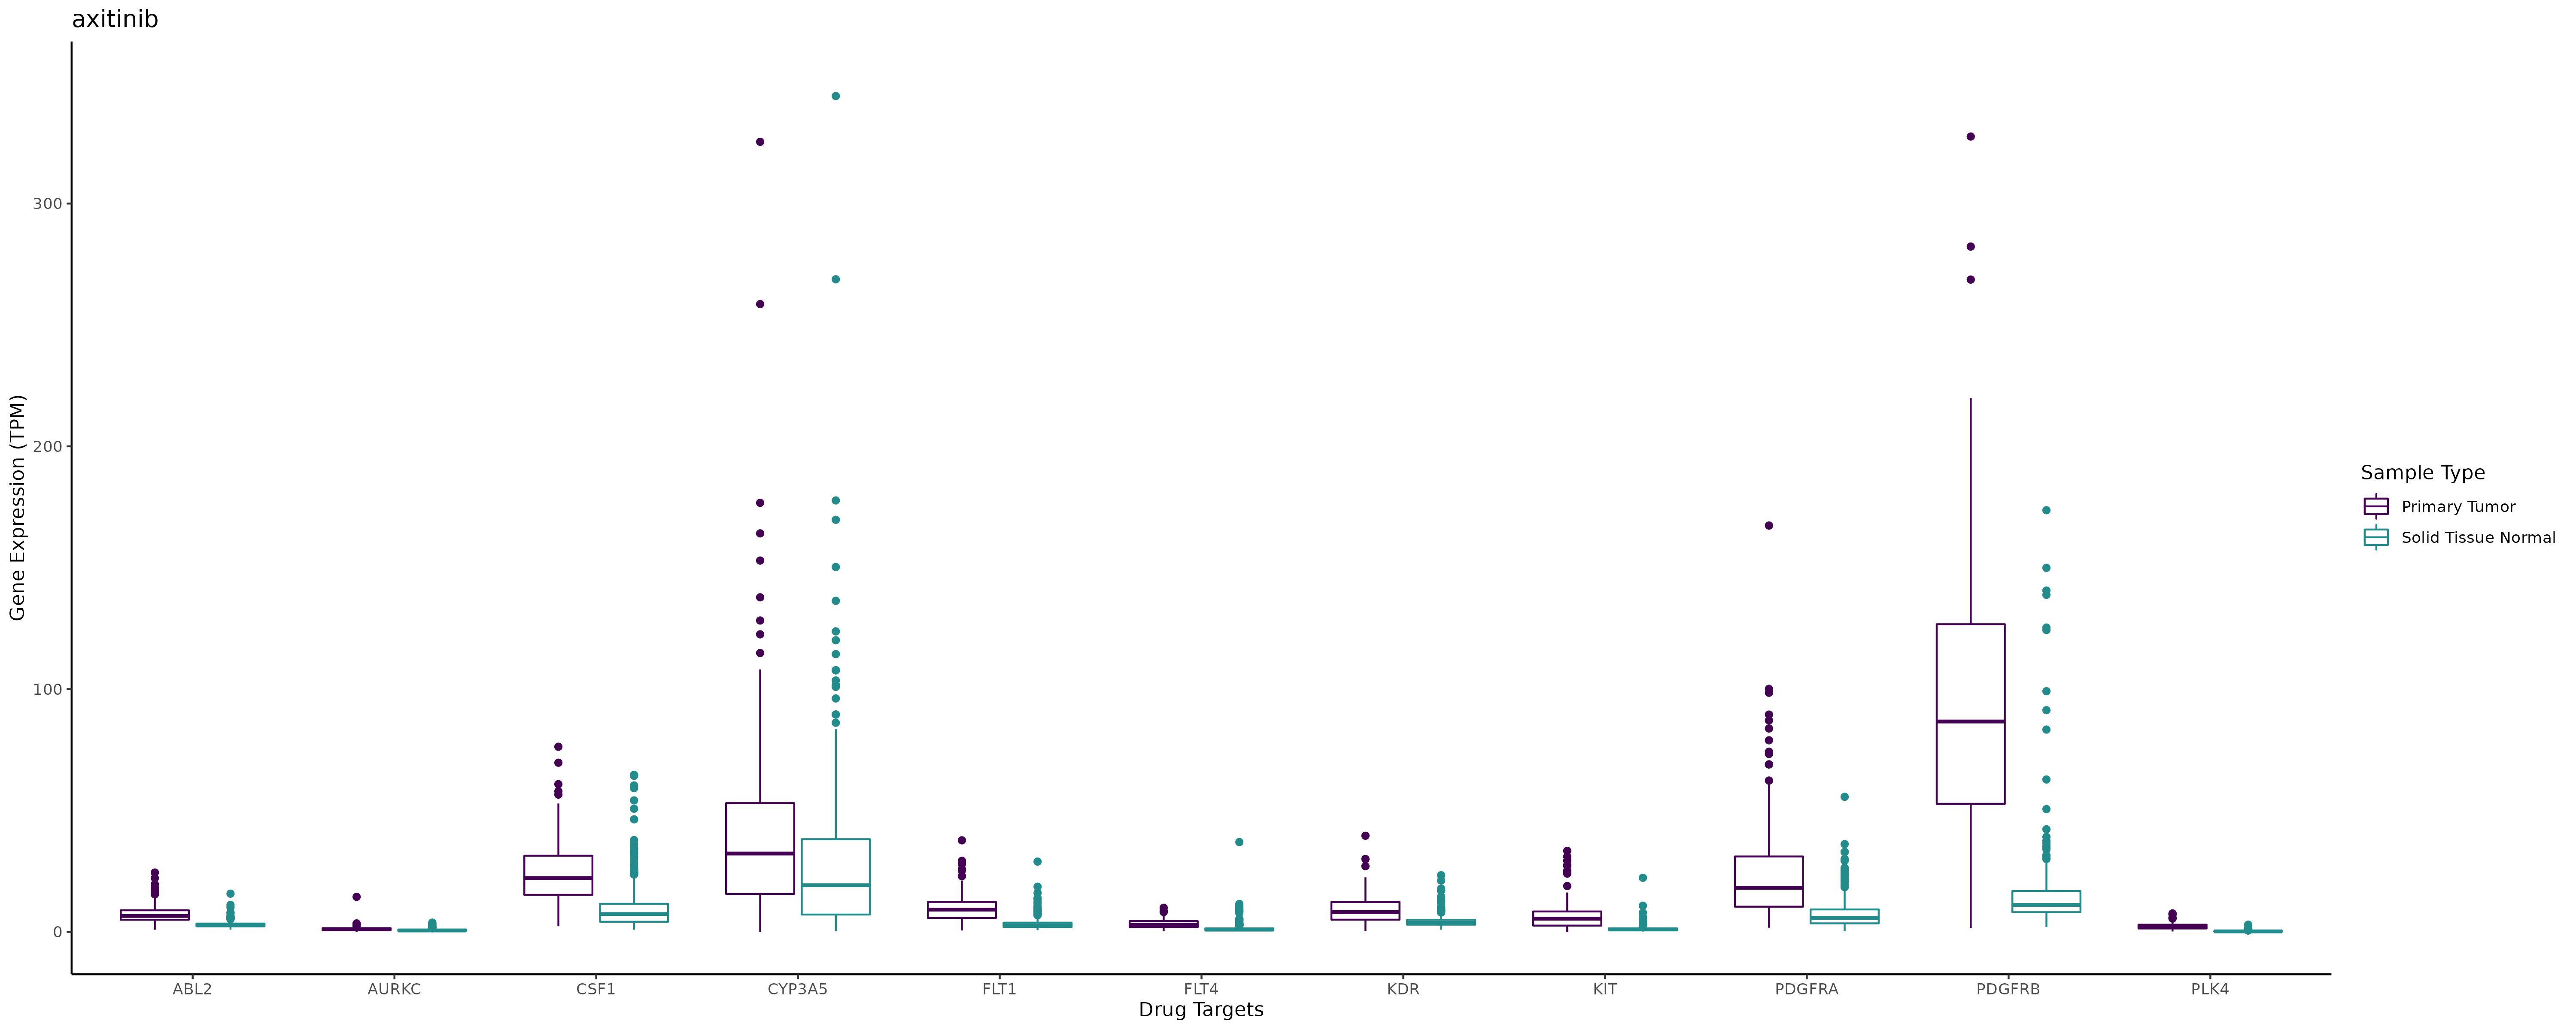 axitinib
Gene Expression (TPM)
300
200
100
0
ABL2 AURKC CSF1 CYP3A5 FLT1 FLT4 KDR KIT PDGFRA PDGFRB PLK4
Drug Targets
Sample Type
Primary Tumor
Solid Tissue Normal